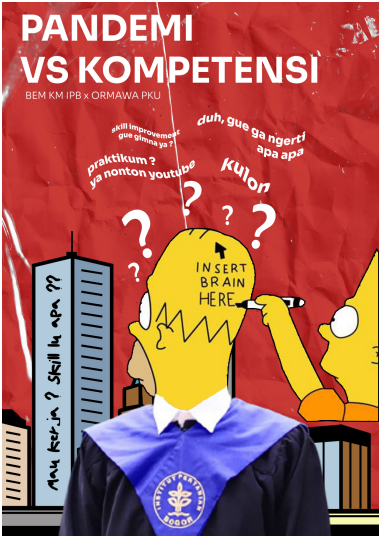 PANDEMI
VS KOMPETENSI
BEM KM IPB x ORMAWA PKU
skill improvement
gue gimna ya ?
duh, gue ga ngerti
apa apa
praktikum ?
ya nonton youtube
kulon
? ? ? ? ?
INSERT
BRAIN
HERE
Mau kerja ? Skill lu apa ??
INSTITUT PERTANIAN
BOGOR